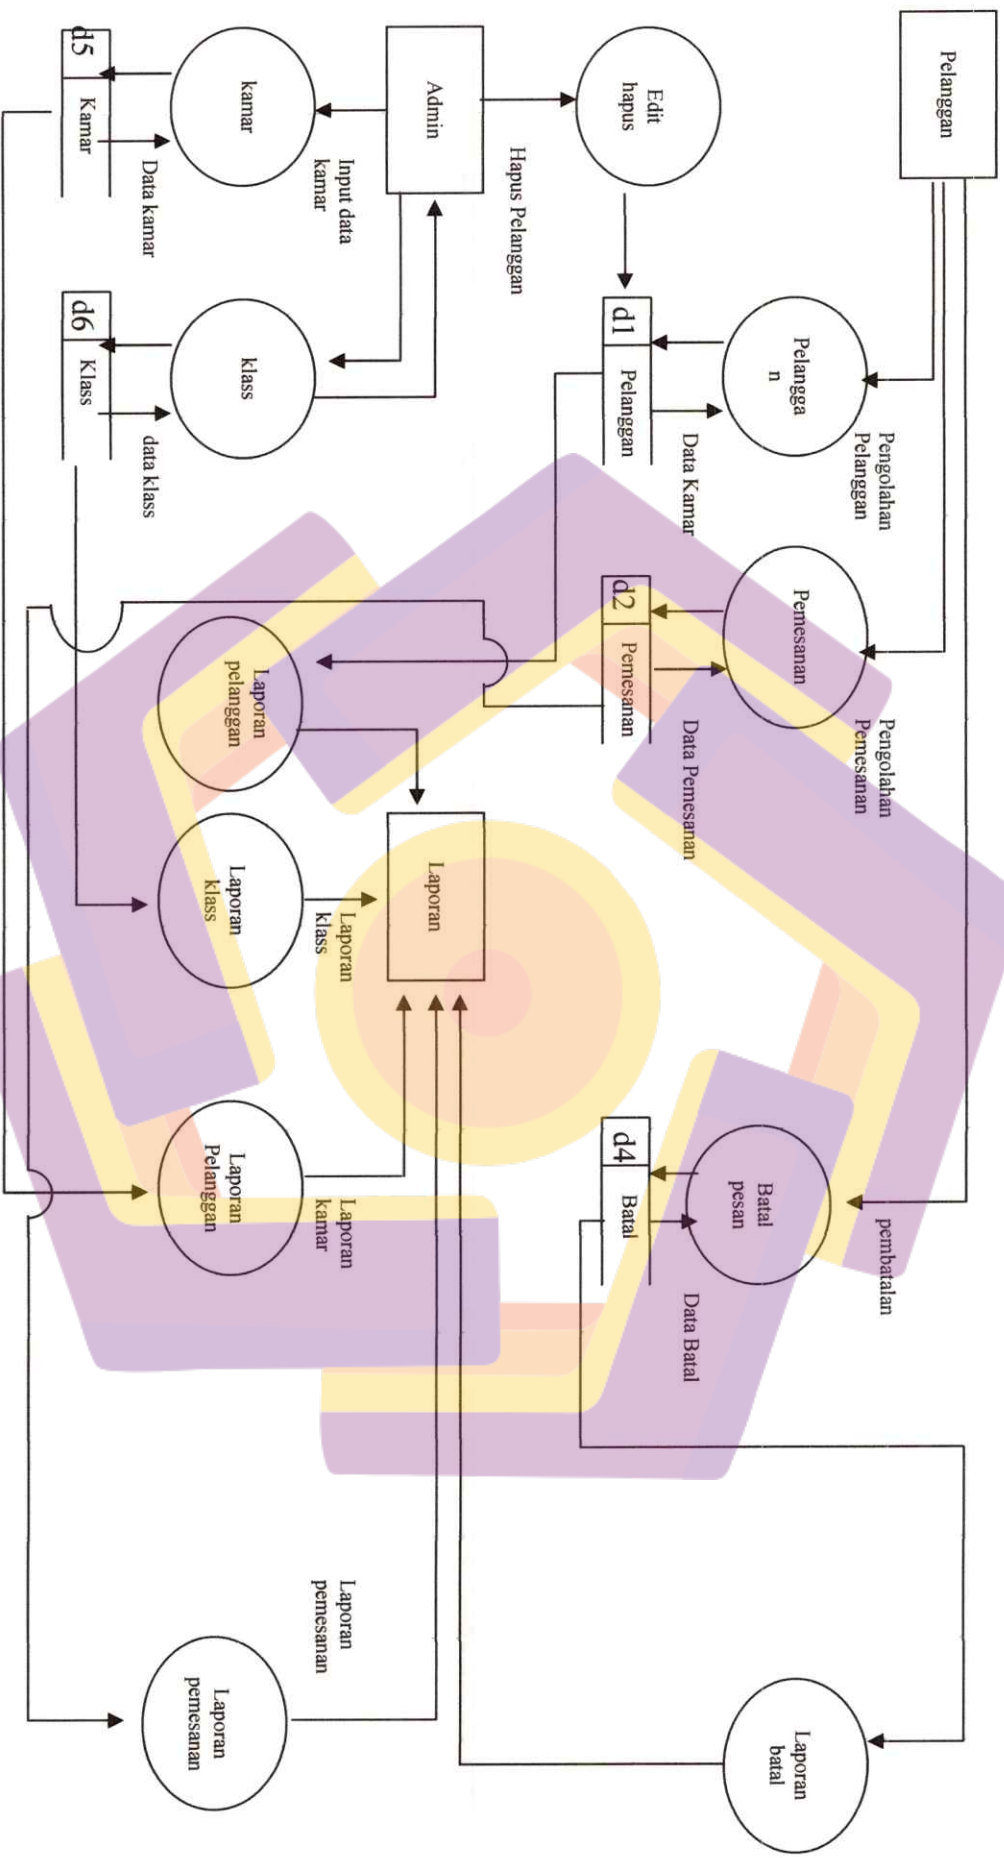 Pelanggan
Pengolahan
Pelanggan
Pengolahan
Pemesanan
pembatalan
Pelangga
n
Pemesanan
Batal
pesan
Laporan
batal
Edit
hapus
Data Kamar
Data Pemesanan
Data Batal
d1
Pelanggan
d2
Pemesanan
d4
Batal
Hapus Pelanggan
Admin
Laporan
Input data
kamar
Laporan
klass
Laporan
kamar
Laporan
pemesanan
kamar
klass
Laporan
pelanggan
Laporan
klass
Laporan
Pelanggan
Laporan
pemesanan
Data kamar
data klass
d5
Kamar
d6
Klass